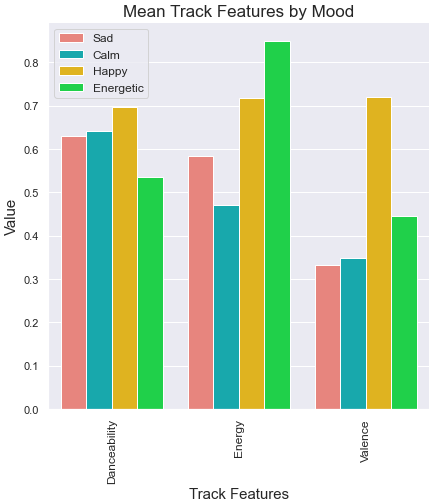 Mean Track Features by Mood
Sad
Calm
Happy
Energetic
Value
0.8
0.7
0.6
0.5
0.4
0.3
0.2
0.1
0.0
Danceability
Energy
Valence
Track Features